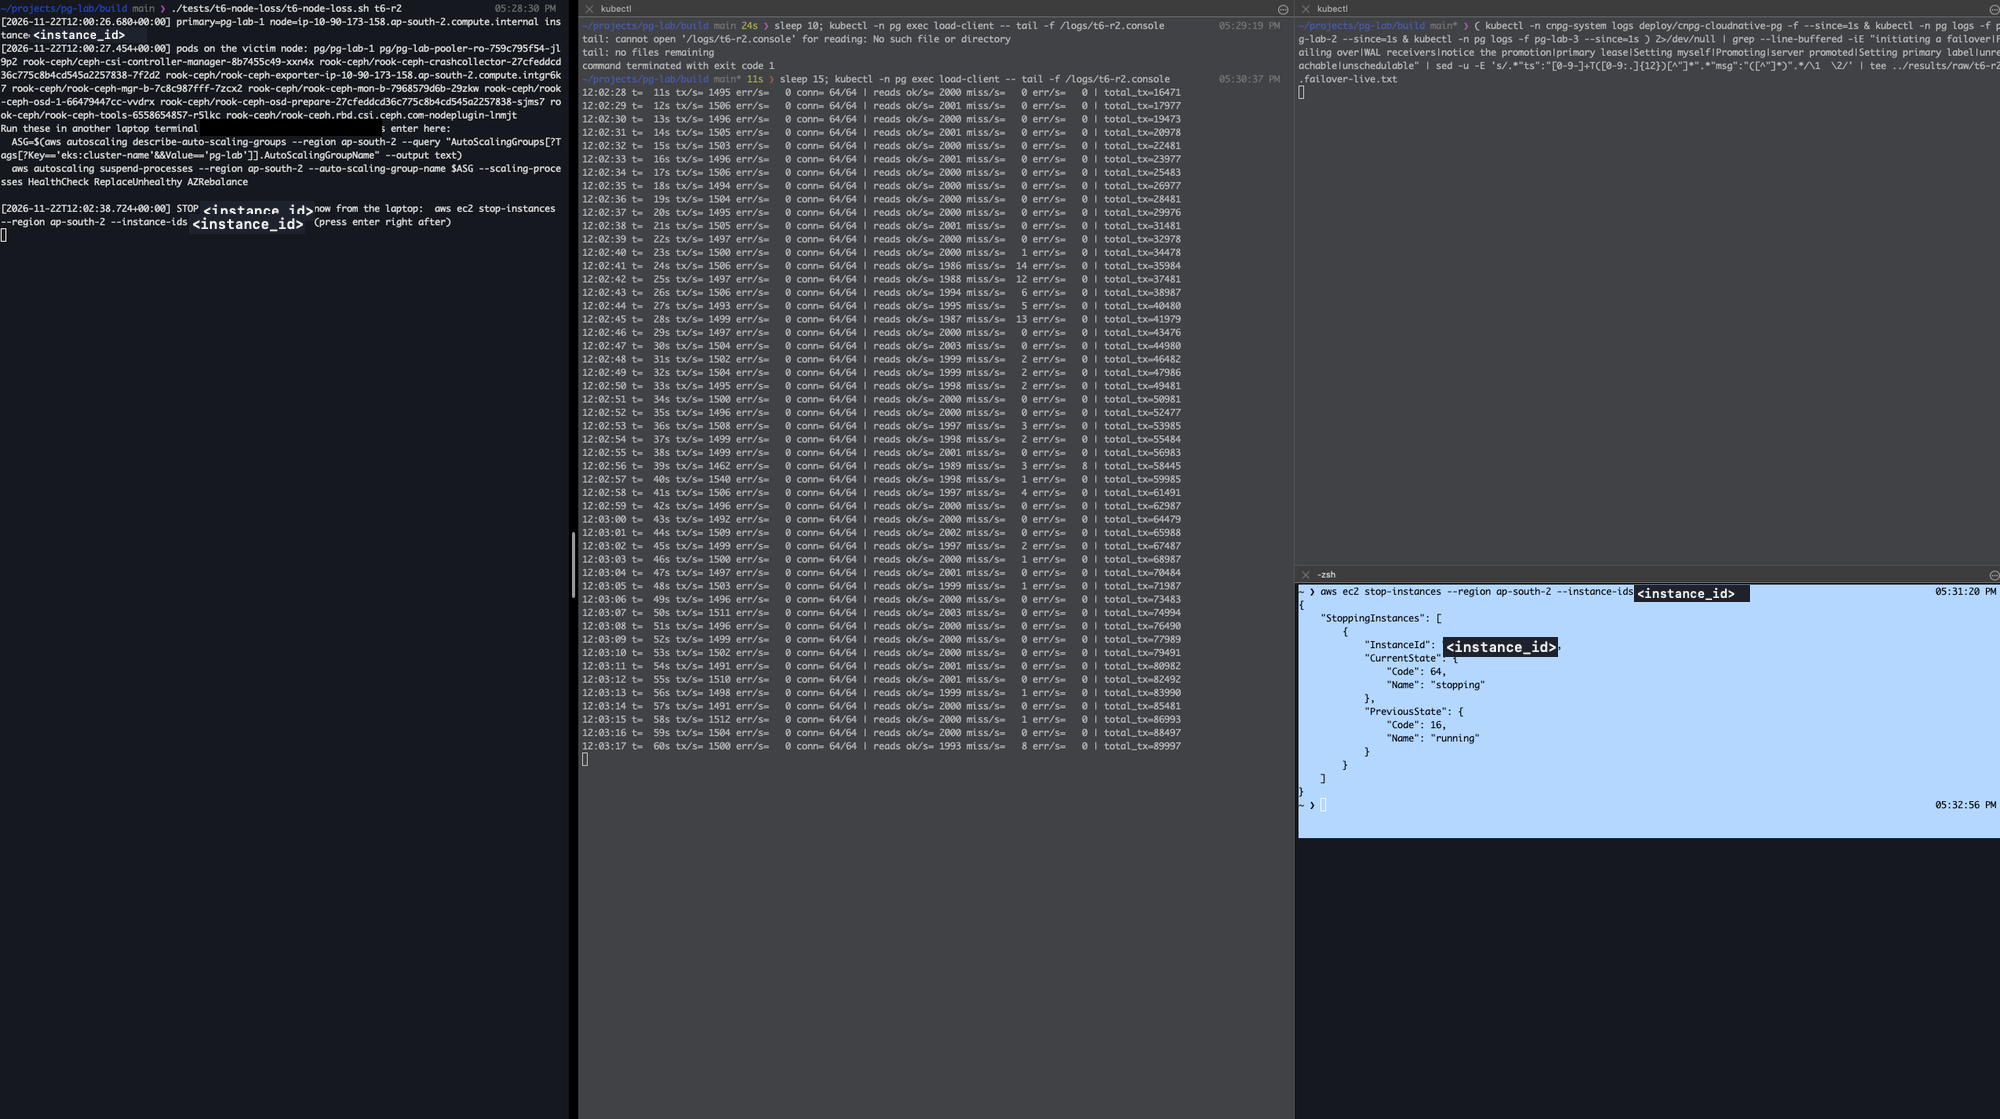 ~/projects/pg-lab/build main ❯ ./tests/t6-node-loss/t6-node-loss.sh t6-r2 05:28:30 PM
[2026-11-22T12:00:26.680+00:00] primary=pg-lab-1 node=ip-10-90-173-158.ap-south-2.compute.internal ins
tance= <instance_id>
[2026-11-22T12:00:27.454+00:00] pods on the victim node: pg/pg-lab-1 pg/pg-lab-pooler-ro-759c795f54-jl
9p2 rook-ceph/ceph-csi-controller-manager-8b7455c49-xxn4x rook-ceph/rook-ceph-crashcollector-27cfeddcd
36c775c8b4cd545a2257838-7f2d2 rook-ceph/rook-ceph-exporter-ip-10-90-173-158.ap-south-2.compute.intgr6k
7 rook-ceph/rook-ceph-mgr-b-7c8c987fff-7zcx2 rook-ceph/rook-ceph-mon-b-7968579d6b-29zkw rook-ceph/rook
-ceph-osd-1-66479447cc-vvdrx rook-ceph/rook-ceph-osd-prepare-27cfeddcd36c775c8b4cd545a2257838-sjms7 ro
ok-ceph/rook-ceph-tools-6558654857-r5lkc rook-ceph/rook-ceph.rbd.csi.ceph.com-nodeplugin-lnmjt
Run these in another laptop terminal s enter here:
ASG=$(aws autoscaling describe-auto-scaling-groups --region ap-south-2 --query "AutoScalingGroups[?T
ags[?Key=='eks:cluster-name'&&Value=='pg-lab']].AutoScalingGroupName" --output text)
aws autoscaling suspend-processes --region ap-south-2 --auto-scaling-group-name $ASG --scaling-proce
sses HealthCheck ReplaceUnhealthy AZRebalance
[2026-11-22T12:02:38.724+00:00] STOP <instance_id> now from the laptop: aws ec2 stop-instances
--region ap-south-2 --instance-ids <instance_id> (press enter right after)
kubectl
~/projects/pg-lab/build main 24s ❯ sleep 10; kubectl -n pg exec load-client -- tail -f /logs/t6-r2.console 05:29:19 PM
tail: cannot open '/logs/t6-r2.console' for reading: No such file or directory
tail: no files remaining
command terminated with exit code 1
~/projects/pg-lab/build main* 11s ❯ sleep 15; kubectl -n pg exec load-client -- tail -f /logs/t6-r2.console 05:30:37 PM
12:02:28 t= 11s tx/s= 1495 err/s= 0 conn= 64/64 | reads ok/s= 2000 miss/s= 0 err/s= 0 | total_tx=16471
12:02:29 t= 12s tx/s= 1506 err/s= 0 conn= 64/64 | reads ok/s= 2001 miss/s= 0 err/s= 0 | total_tx=17977
12:02:30 t= 13s tx/s= 1496 err/s= 0 conn= 64/64 | reads ok/s= 2000 miss/s= 0 err/s= 0 | total_tx=19473
12:02:31 t= 14s tx/s= 1505 err/s= 0 conn= 64/64 | reads ok/s= 2001 miss/s= 0 err/s= 0 | total_tx=20978
12:02:32 t= 15s tx/s= 1503 err/s= 0 conn= 64/64 | reads ok/s= 2000 miss/s= 0 err/s= 0 | total_tx=22481
12:02:33 t= 16s tx/s= 1496 err/s= 0 conn= 64/64 | reads ok/s= 2001 miss/s= 0 err/s= 0 | total_tx=23977
12:02:34 t= 17s tx/s= 1506 err/s= 0 conn= 64/64 | reads ok/s= 2000 miss/s= 0 err/s= 0 | total_tx=25483
12:02:35 t= 18s tx/s= 1494 err/s= 0 conn= 64/64 | reads ok/s= 2000 miss/s= 0 err/s= 0 | total_tx=26977
12:02:36 t= 19s tx/s= 1504 err/s= 0 conn= 64/64 | reads ok/s= 2000 miss/s= 0 err/s= 0 | total_tx=28481
12:02:37 t= 20s tx/s= 1495 err/s= 0 conn= 64/64 | reads ok/s= 2000 miss/s= 0 err/s= 0 | total_tx=29976
12:02:38 t= 21s tx/s= 1505 err/s= 0 conn= 64/64 | reads ok/s= 2001 miss/s= 0 err/s= 0 | total_tx=31481
12:02:39 t= 22s tx/s= 1497 err/s= 0 conn= 64/64 | reads ok/s= 2000 miss/s= 0 err/s= 0 | total_tx=32978
12:02:40 t= 23s tx/s= 1500 err/s= 0 conn= 64/64 | reads ok/s= 2000 miss/s= 1 err/s= 0 | total_tx=34478
12:02:41 t= 24s tx/s= 1506 err/s= 0 conn= 64/64 | reads ok/s= 1986 miss/s= 14 err/s= 0 | total_tx=35984
12:02:42 t= 25s tx/s= 1497 err/s= 0 conn= 64/64 | reads ok/s= 1988 miss/s= 12 err/s= 0 | total_tx=37481
12:02:43 t= 26s tx/s= 1506 err/s= 0 conn= 64/64 | reads ok/s= 1994 miss/s= 6 err/s= 0 | total_tx=38987
12:02:44 t= 27s tx/s= 1493 err/s= 0 conn= 64/64 | reads ok/s= 1995 miss/s= 5 err/s= 0 | total_tx=40480
12:02:45 t= 28s tx/s= 1499 err/s= 0 conn= 64/64 | reads ok/s= 1987 miss/s= 13 err/s= 0 | total_tx=41979
12:02:46 t= 29s tx/s= 1497 err/s= 0 conn= 64/64 | reads ok/s= 2000 miss/s= 0 err/s= 0 | total_tx=43476
12:02:47 t= 30s tx/s= 1504 err/s= 0 conn= 64/64 | reads ok/s= 2003 miss/s= 0 err/s= 0 | total_tx=44980
12:02:48 t= 31s tx/s= 1502 err/s= 0 conn= 64/64 | reads ok/s= 1999 miss/s= 2 err/s= 0 | total_tx=46482
12:02:49 t= 32s tx/s= 1504 err/s= 0 conn= 64/64 | reads ok/s= 1999 miss/s= 2 err/s= 0 | total_tx=47986
12:02:50 t= 33s tx/s= 1495 err/s= 0 conn= 64/64 | reads ok/s= 1998 miss/s= 2 err/s= 0 | total_tx=49481
12:02:51 t= 34s tx/s= 1500 err/s= 0 conn= 64/64 | reads ok/s= 2000 miss/s= 0 err/s= 0 | total_tx=50981
12:02:52 t= 35s tx/s= 1496 err/s= 0 conn= 64/64 | reads ok/s= 2000 miss/s= 0 err/s= 0 | total_tx=52477
12:02:53 t= 36s tx/s= 1508 err/s= 0 conn= 64/64 | reads ok/s= 1997 miss/s= 3 err/s= 0 | total_tx=53985
12:02:54 t= 37s tx/s= 1499 err/s= 0 conn= 64/64 | reads ok/s= 1998 miss/s= 2 err/s= 0 | total_tx=55484
12:02:55 t= 38s tx/s= 1499 err/s= 0 conn= 64/64 | reads ok/s= 2001 miss/s= 0 err/s= 0 | total_tx=56983
12:02:56 t= 39s tx/s= 1462 err/s= 0 conn= 64/64 | reads ok/s= 1989 miss/s= 3 err/s= 8 | total_tx=58445
12:02:57 t= 40s tx/s= 1540 err/s= 0 conn= 64/64 | reads ok/s= 1998 miss/s= 1 err/s= 0 | total_tx=59985
12:02:58 t= 41s tx/s= 1506 err/s= 0 conn= 64/64 | reads ok/s= 1997 miss/s= 4 err/s= 0 | total_tx=61491
12:02:59 t= 42s tx/s= 1496 err/s= 0 conn= 64/64 | reads ok/s= 2000 miss/s= 0 err/s= 0 | total_tx=62987
12:03:00 t= 43s tx/s= 1492 err/s= 0 conn= 64/64 | reads ok/s= 2000 miss/s= 0 err/s= 0 | total_tx=64479
12:03:01 t= 44s tx/s= 1509 err/s= 0 conn= 64/64 | reads ok/s= 2002 miss/s= 0 err/s= 0 | total_tx=65988
12:03:02 t= 45s tx/s= 1499 err/s= 0 conn= 64/64 | reads ok/s= 1997 miss/s= 2 err/s= 0 | total_tx=67487
12:03:03 t= 46s tx/s= 1500 err/s= 0 conn= 64/64 | reads ok/s= 2000 miss/s= 1 err/s= 0 | total_tx=68987
12:03:04 t= 47s tx/s= 1497 err/s= 0 conn= 64/64 | reads ok/s= 2001 miss/s= 0 err/s= 0 | total_tx=70484
12:03:05 t= 48s tx/s= 1503 err/s= 0 conn= 64/64 | reads ok/s= 1999 miss/s= 1 err/s= 0 | total_tx=71987
12:03:06 t= 49s tx/s= 1496 err/s= 0 conn= 64/64 | reads ok/s= 2000 miss/s= 0 err/s= 0 | total_tx=73483
12:03:07 t= 50s tx/s= 1511 err/s= 0 conn= 64/64 | reads ok/s= 2003 miss/s= 0 err/s= 0 | total_tx=74994
12:03:08 t= 51s tx/s= 1496 err/s= 0 conn= 64/64 | reads ok/s= 2000 miss/s= 0 err/s= 0 | total_tx=76490
12:03:09 t= 52s tx/s= 1499 err/s= 0 conn= 64/64 | reads ok/s= 2000 miss/s= 0 err/s= 0 | total_tx=77989
12:03:10 t= 53s tx/s= 1502 err/s= 0 conn= 64/64 | reads ok/s= 2000 miss/s= 0 err/s= 0 | total_tx=79491
12:03:11 t= 54s tx/s= 1491 err/s= 0 conn= 64/64 | reads ok/s= 2001 miss/s= 0 err/s= 0 | total_tx=80982
12:03:12 t= 55s tx/s= 1510 err/s= 0 conn= 64/64 | reads ok/s= 2001 miss/s= 0 err/s= 0 | total_tx=82492
12:03:13 t= 56s tx/s= 1498 err/s= 0 conn= 64/64 | reads ok/s= 1999 miss/s= 1 err/s= 0 | total_tx=83990
12:03:14 t= 57s tx/s= 1491 err/s= 0 conn= 64/64 | reads ok/s= 2000 miss/s= 0 err/s= 0 | total_tx=85481
12:03:15 t= 58s tx/s= 1512 err/s= 0 conn= 64/64 | reads ok/s= 2000 miss/s= 1 err/s= 0 | total_tx=86993
12:03:16 t= 59s tx/s= 1504 err/s= 0 conn= 64/64 | reads ok/s= 2000 miss/s= 0 err/s= 0 | total_tx=88497
12:03:17 t= 60s tx/s= 1500 err/s= 0 conn= 64/64 | reads ok/s= 1993 miss/s= 8 err/s= 0 | total_tx=89997
kubectl
~/projects/pg-lab/build main* ❯ ( kubectl -n cnpg-system logs deploy/cnpg-cloudnative-pg -f --since=1s & kubectl -n pg logs -f p
g-lab-2 --since=1s & kubectl -n pg logs -f pg-lab-3 --since=1s ) 2>/dev/null | grep --line-buffered -iE "initiating a failover|F
ailing over|WAL receivers|notice the promotion|primary lease|Setting myself|Promoting|server promoted|Setting primary label|unre
achable|unschedulable" | sed -u -E 's/.*"ts":"[0-9-]+T([0-9:.]{12})[^"]*".*"msg":"([^"]*)".*/\1 \2/' | tee ../results/raw/t6-r2
.failover-live.txt
-zsh
~ ❯ aws ec2 stop-instances --region ap-south-2 --instance-ids <instance_id> 05:31:20 PM
{
"StoppingInstances": [
{
"InstanceId": <instance_id>,
"CurrentState": {
"Code": 64,
"Name": "stopping"
},
"PreviousState": {
"Code": 16,
"Name": "running"
}
}
]
}
~ ❯ 05:32:56 PM